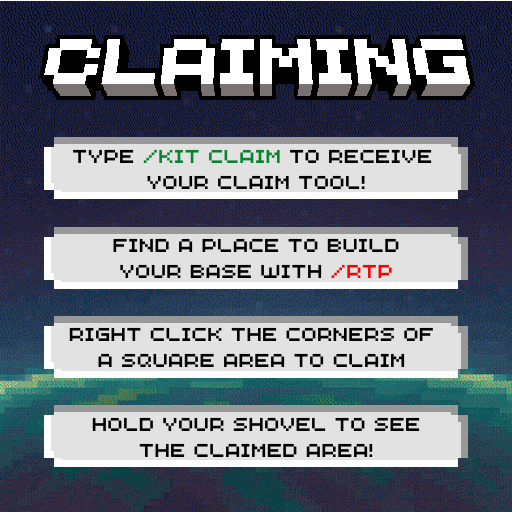 CLAIMING
TYPE /KIT CLAIM TO RECEIVE
YOUR CLAIM TOOL!
FIND A PLACE TO BUILD
YOUR BASE WITH /RTP
RIGHT CLICK THE CORNERS OF
A SQUARE AREA TO CLAIM
HOLD YOUR SHOVEL TO SEE
THE CLAIMED AREA!